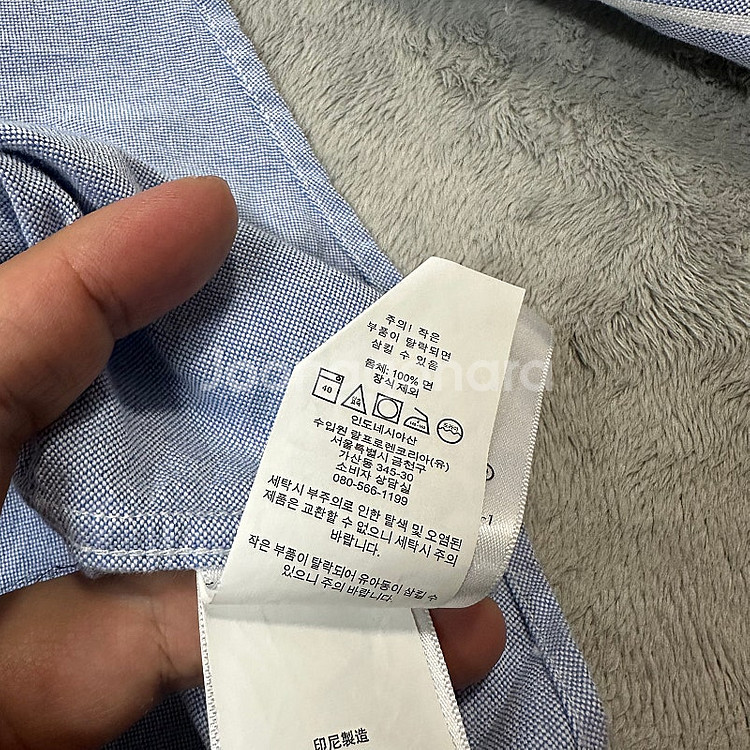 주의! 작은
부품이 탈락되면
삼킬 수 있음
몸체: 100% 면
장식 제외
40
인도네시아산
수입원 랄프로렌코리아(유)
서울특별시 금천구
가산동 345-30
소비자 상담실
080-566-1199
세탁시 부주의로 인한 탈색 및 오염된
제품은 교환할 수 없으니 세탁시 주의
바랍니다.
작은 부품이 탈락되어 유아동이 삼킬 수
있으니 주의 바랍니다.
印尼製造